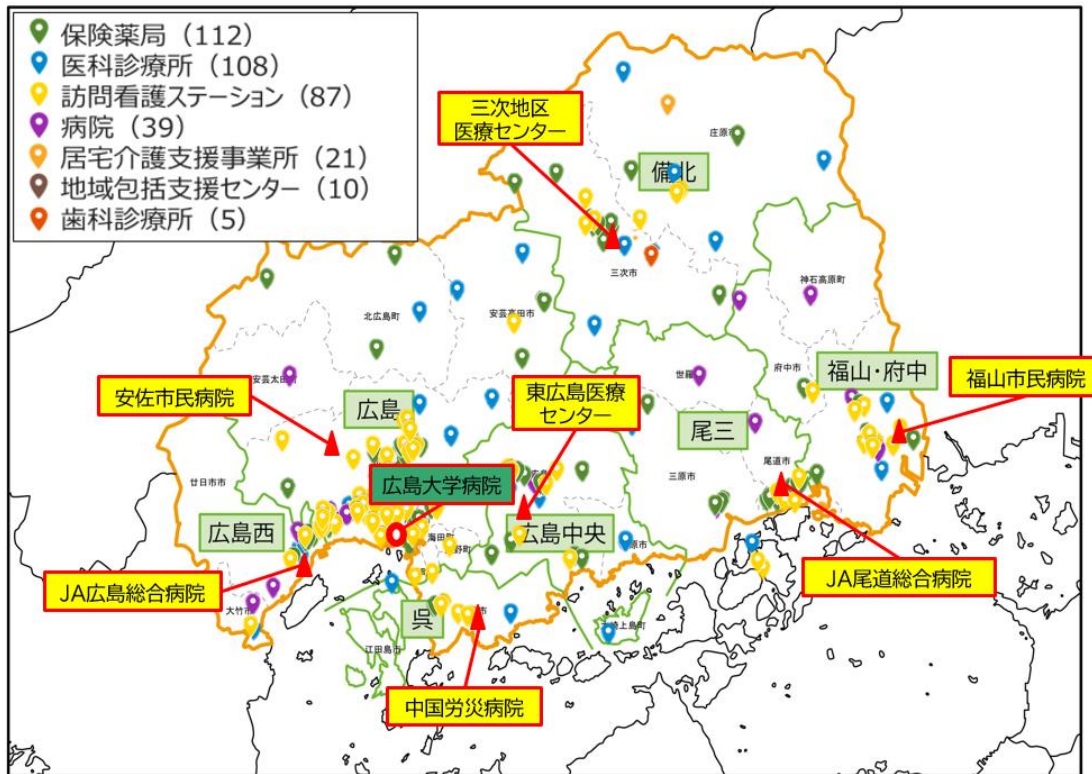 保険薬局（112）
医科診療所（108）
訪問看護ステーション（87）
病院（39）
居宅介護支援事業所（21）
地域包括支援センター（10）
歯科診療所（5）
三次地区
医療センター
庄原市
備北
三次市
神石高原町
北広島町
安芸高田市
安芸太田町
世羅
府中市
福山・府中
福山市民病院
安佐市民病院
広島
東広島医療
センター
尾三
尾道市
三原市
廿日市市
広島大学病院
広島西
海田町
広島中央
JA広島総合病院
JA尾道総合病院
大竹市
呉
江田島市
崎上島町
中国労災病院